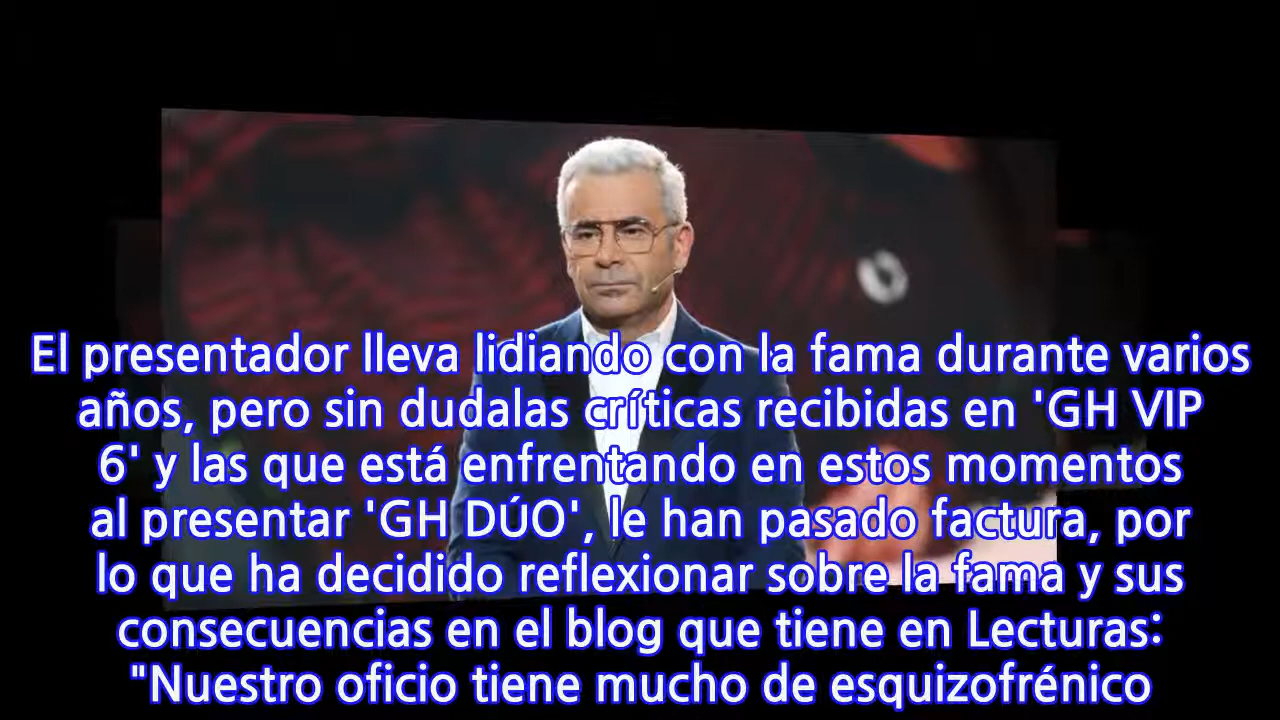 El presentador lleva lidiando con la fama durante varios
años, pero sin dudalas críticas recibidas en 'GH VIP
6' y las que está enfrentando en estos momentos
al presentar 'GH DÚO', le han pasado factura, por
lo que ha decidido reflexionar sobre la fama y sus
consecuencias en el blog que tiene en Lecturas:
"Nuestro oficio tiene mucho de esquizofrénico